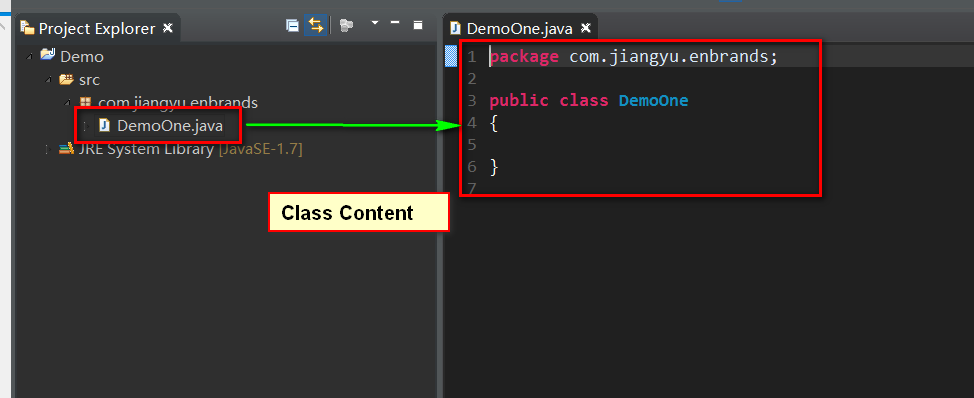 Project Explorer
Demo
src
com.jiangyu.enbrands
DemoOne.java
JRE System Library [JavaSE-1.7]
Class Content
DemoOne.java
1 package com.jiangyu.enbrands;
2
3 public class DemoOne
4 {
5
6 }
7